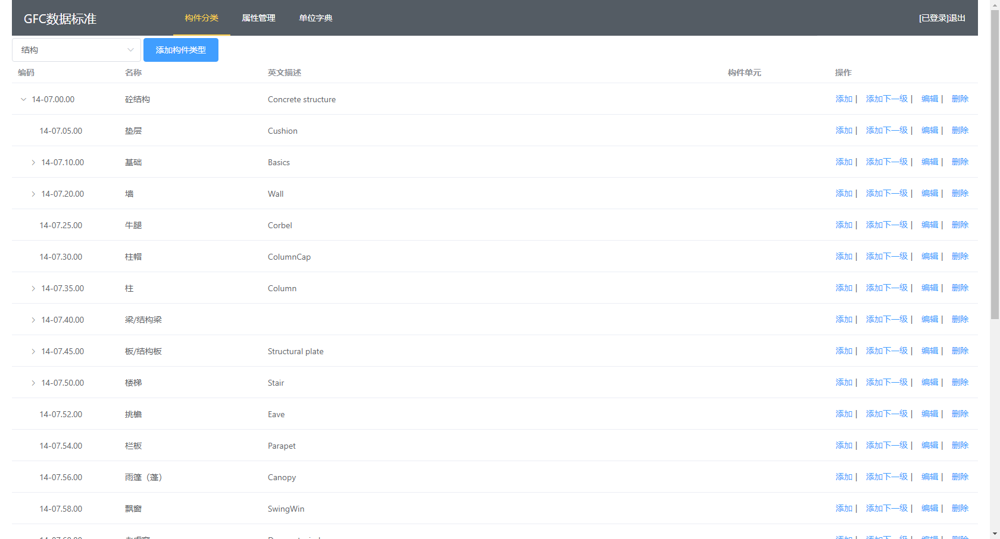 GFC数据标准 构件分类 属性管理 单位字典 [已登录]退出
结构 添加构件类型
编码 名称 英文描述 构件单元 操作
14-07.00.00 砼结构 Concrete structure 添加 | 添加下一级 | 编辑 | 删除
14-07.05.00 垫层 Cushion 添加 | 添加下一级 | 编辑 | 删除
14-07.10.00 基础 Basics 添加 | 添加下一级 | 编辑 | 删除
14-07.20.00 墙 Wall 添加 | 添加下一级 | 编辑 | 删除
14-07.25.00 牛腿 Corbel 添加 | 添加下一级 | 编辑 | 删除
14-07.30.00 柱帽 ColumnCap 添加 | 添加下一级 | 编辑 | 删除
14-07.35.00 柱 Column 添加 | 添加下一级 | 编辑 | 删除
14-07.40.00 梁/结构梁 添加 | 添加下一级 | 编辑 | 删除
14-07.45.00 板/结构板 Structural plate 添加 | 添加下一级 | 编辑 | 删除
14-07.50.00 楼梯 Stair 添加 | 添加下一级 | 编辑 | 删除
14-07.52.00 挑檐 Eave 添加 | 添加下一级 | 编辑 | 删除
14-07.54.00 栏板 Parapet 添加 | 添加下一级 | 编辑 | 删除
14-07.56.00 雨篷（蓬） Canopy 添加 | 添加下一级 | 编辑 | 删除
14-07.58.00 飘窗 SwingWin 添加 | 添加下一级 | 编辑 | 删除